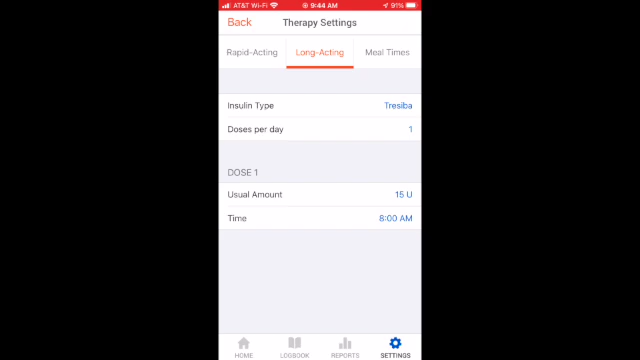 AT&T Wi-Fi 9:44 AM 91%
Back Therapy Settings
Rapid-Acting Long-Acting Meal Times
Insulin Type Tresiba
Doses per day 1
DOSE 1
Usual Amount 15 U
Time 8:00 AM
HOME LOGBOOK REPORTS SETTINGS